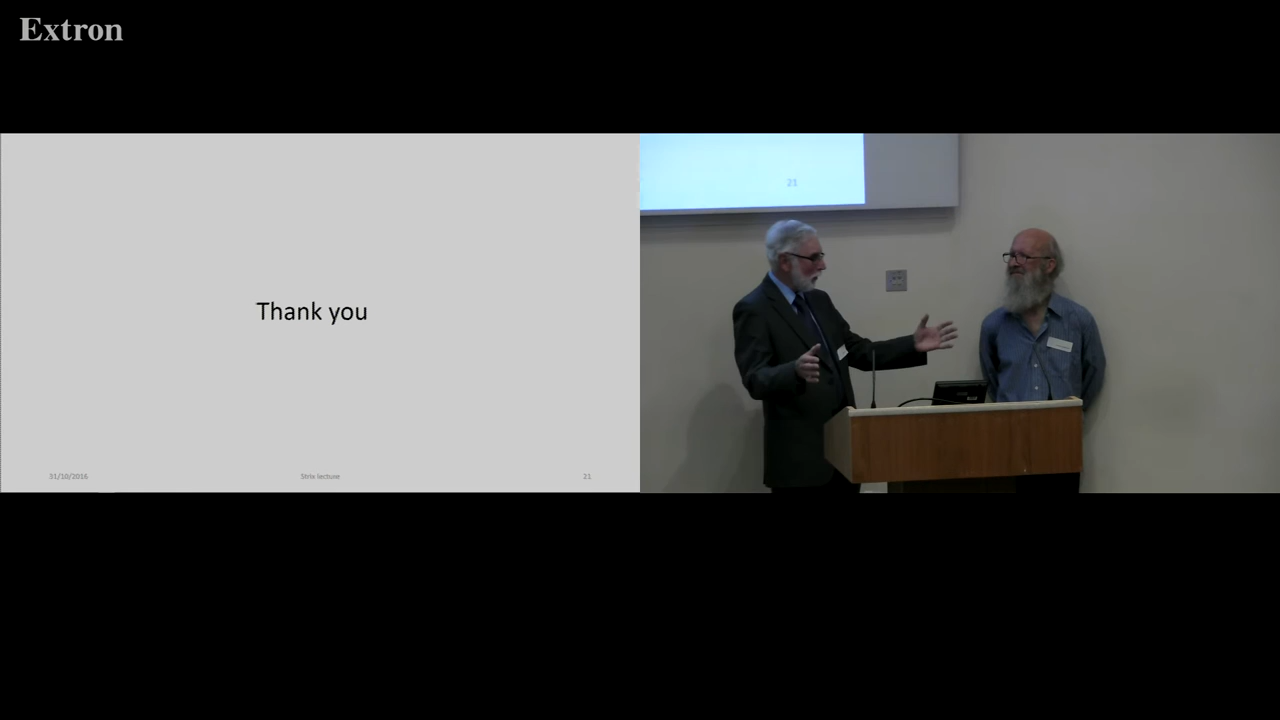 Extron
Thank you
31/10/2016
Strix lecture
21
21